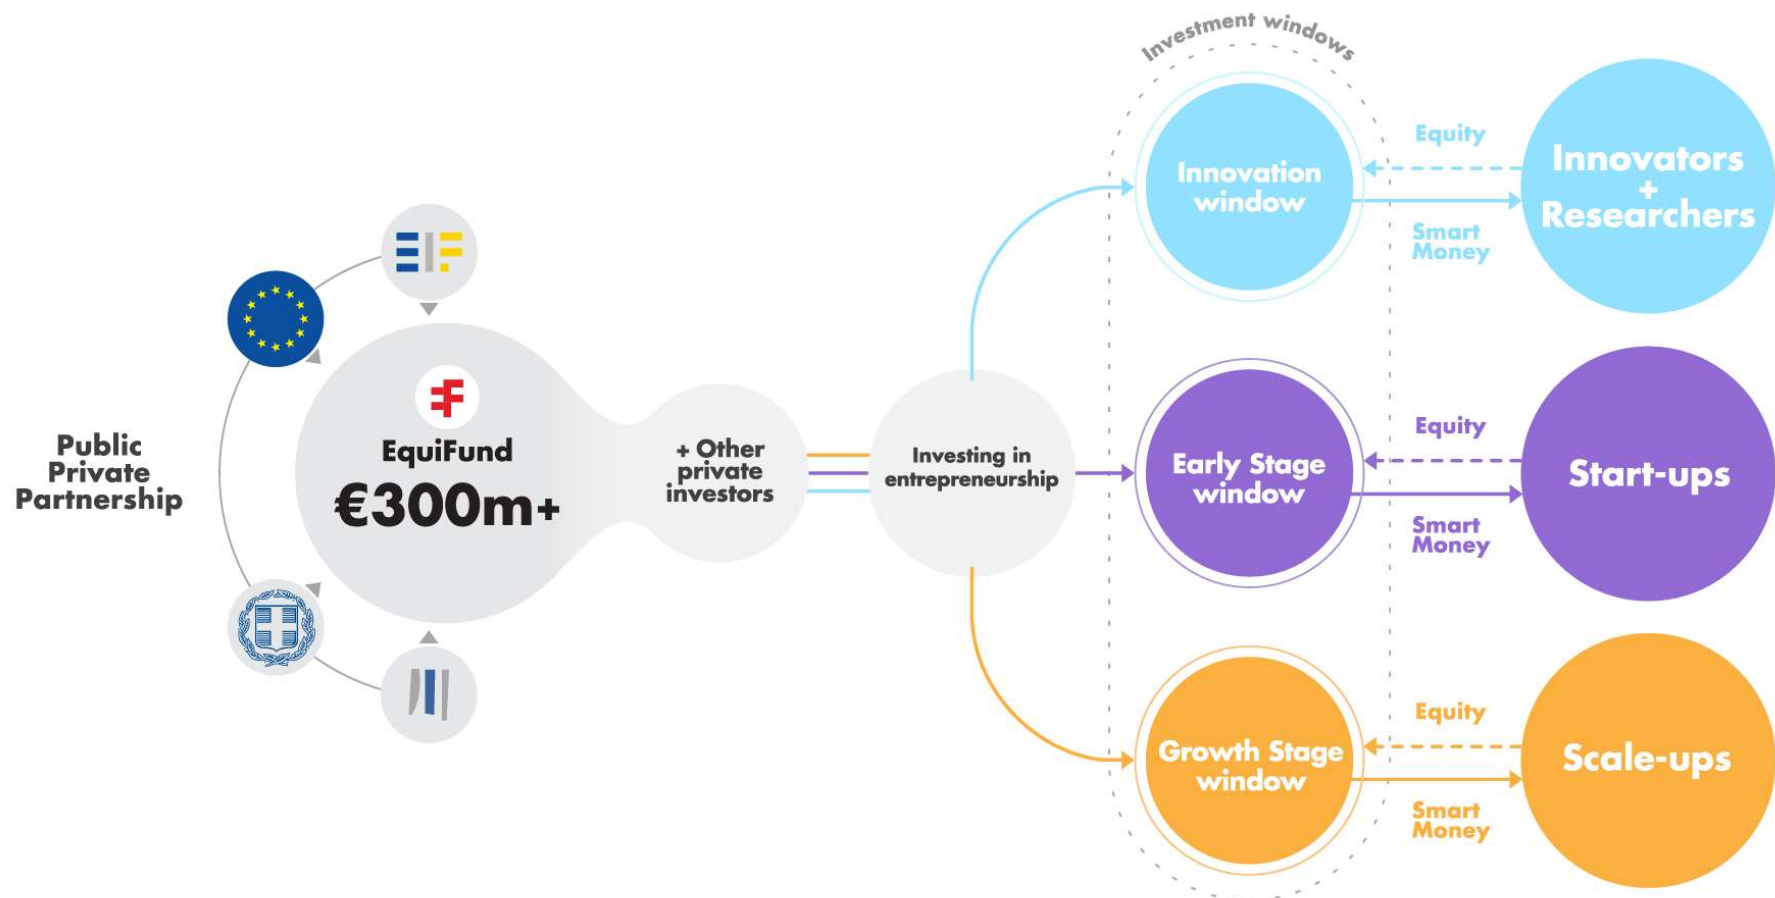 Public
Private
Partnership
EIF
EquiFund
€300m+
+ Other
private
investors
Investing in
entrepreneurship
Investment windows
Innovation
window
Equity
Smart
Money
Innovators
+
Researchers
Early Stage
window
Equity
Smart
Money
Start-ups
Growth Stage
window
Equity
Smart
Money
Scale-ups